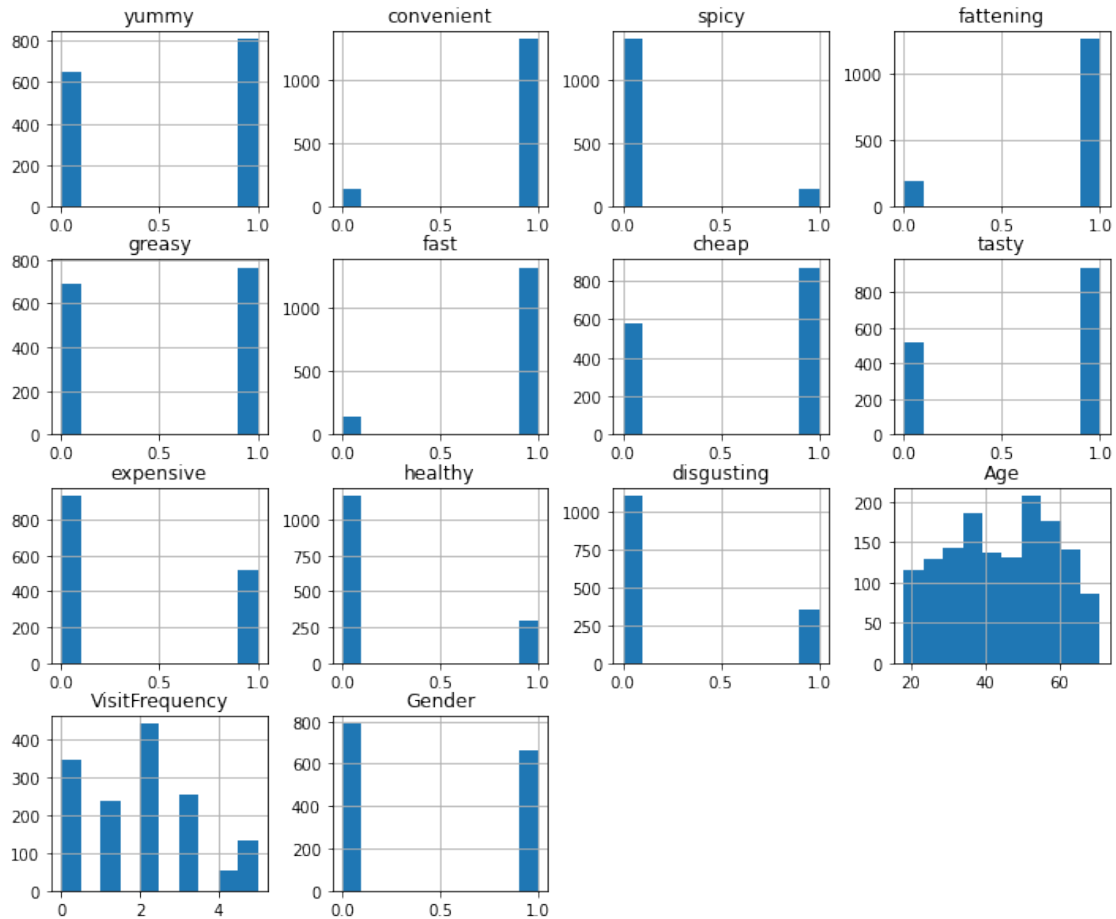 yummy convenient spicy fattening
800 600 400 200 0 1000 500 0 1000 500 0 1000 500 0
0.0 0.5 1.0 0.0 0.5 1.0 0.0 0.5 1.0 0.0 0.5 1.0
greasy fast cheap tasty
800 600 400 200 0 1000 500 0 800 600 400 200 0 800 600 400 200 0
0.0 0.5 1.0 0.0 0.5 1.0 0.0 0.5 1.0 0.0 0.5 1.0
expensive healthy disgusting Age
800 600 400 200 0 1000 750 500 250 0 1000 750 500 250 0 200 150 100 50 0
0.0 0.5 1.0 0.0 0.5 1.0 0.0 0.5 1.0 20 40 60
VisitFrequency Gender
400 300 200 100 0 800 600 400 200 0
0 2 4 0.0 0.5 1.0